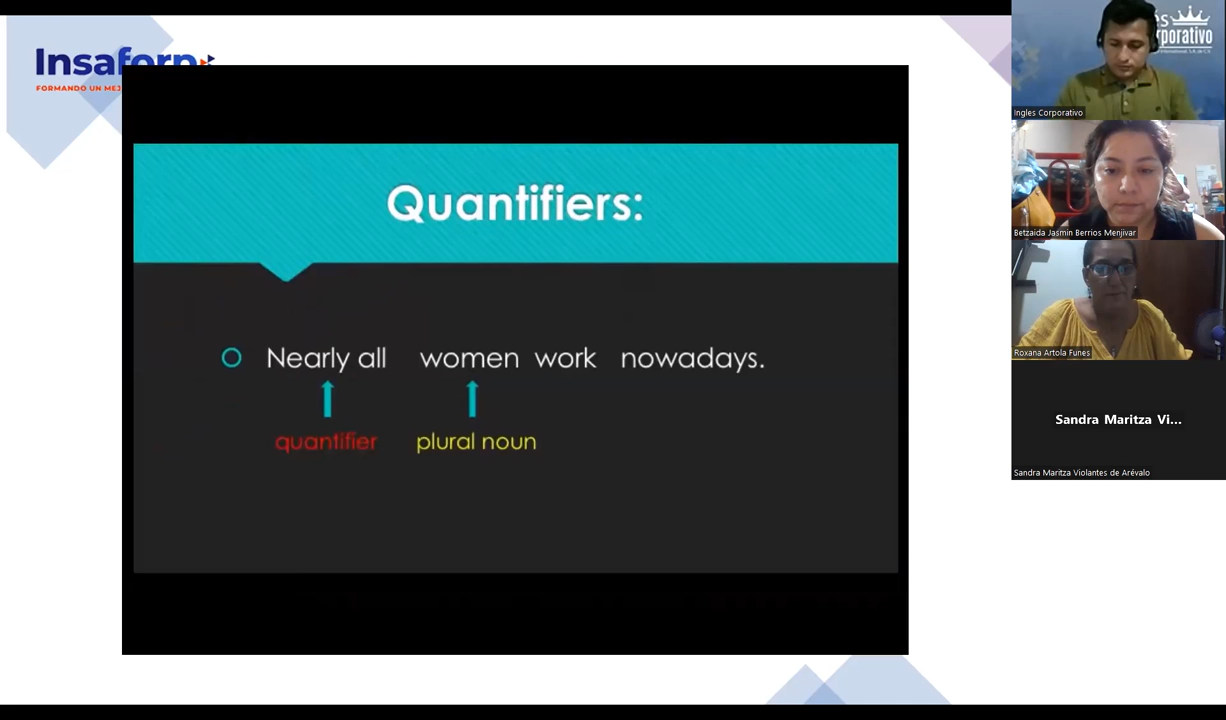 Insaforp
FORMANDO UN MEJ
Quantifiers:
Nearly all women work nowadays.
quantifier plural noun
Ingles Corporativo
Betzaida Jasmin Berrios Menjivar
Roxana Artola Funes
Sandra Maritza Vi...
Sandra Maritza Violantes de Arévalo